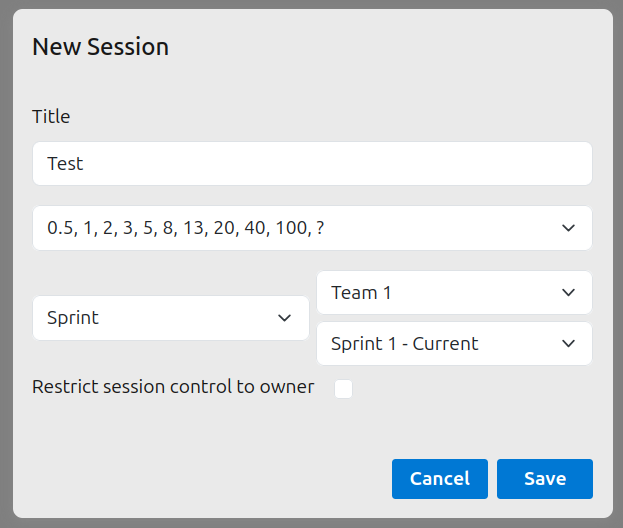 New Session
Title
Test
0.5, 1, 2, 3, 5, 8, 13, 20, 40, 100, ?
Sprint
Team 1
Sprint 1 - Current
Restrict session control to owner
Cancel
Save